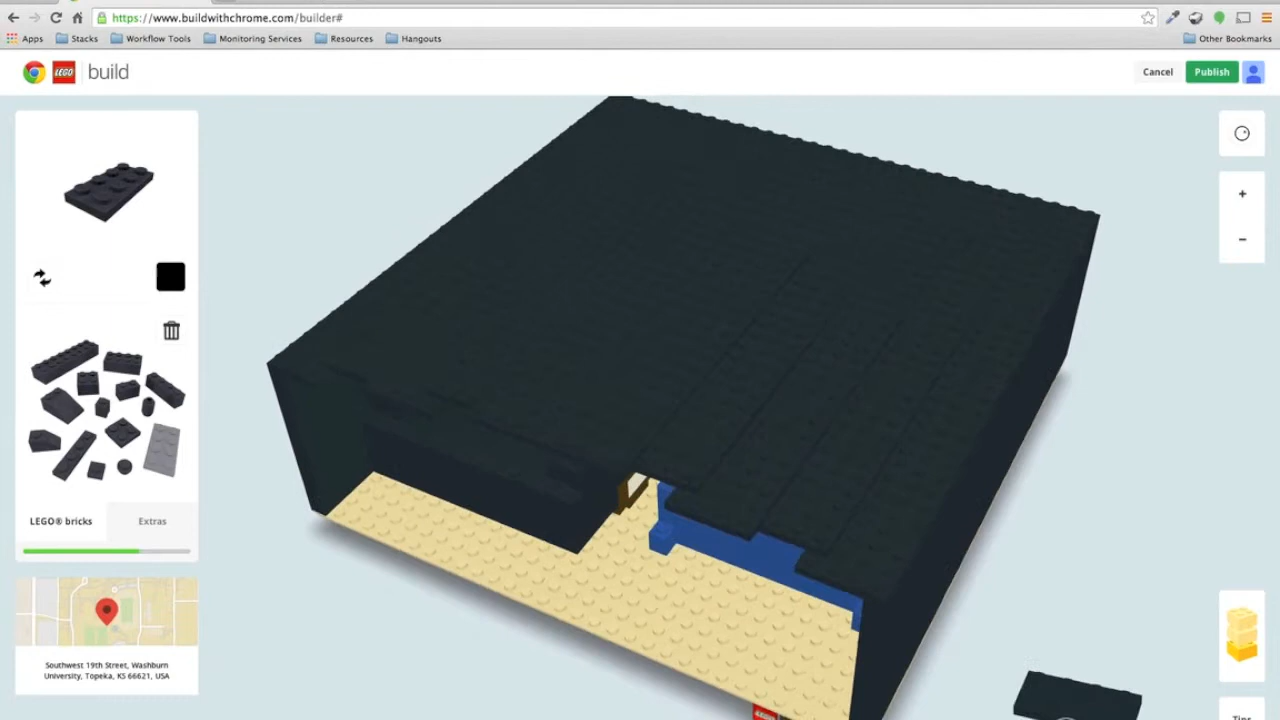 https://www.buildwithchrome.com/builder#
Apps Stacks Workflow Tools Monitoring Services Resources Hangouts Other Bookmarks
LEGO build
Cancel Publish
+
−
LEGO® bricks Extras
Southwest 19th Street, Washburn
University, Topeka, KS 66621, USA
Tips